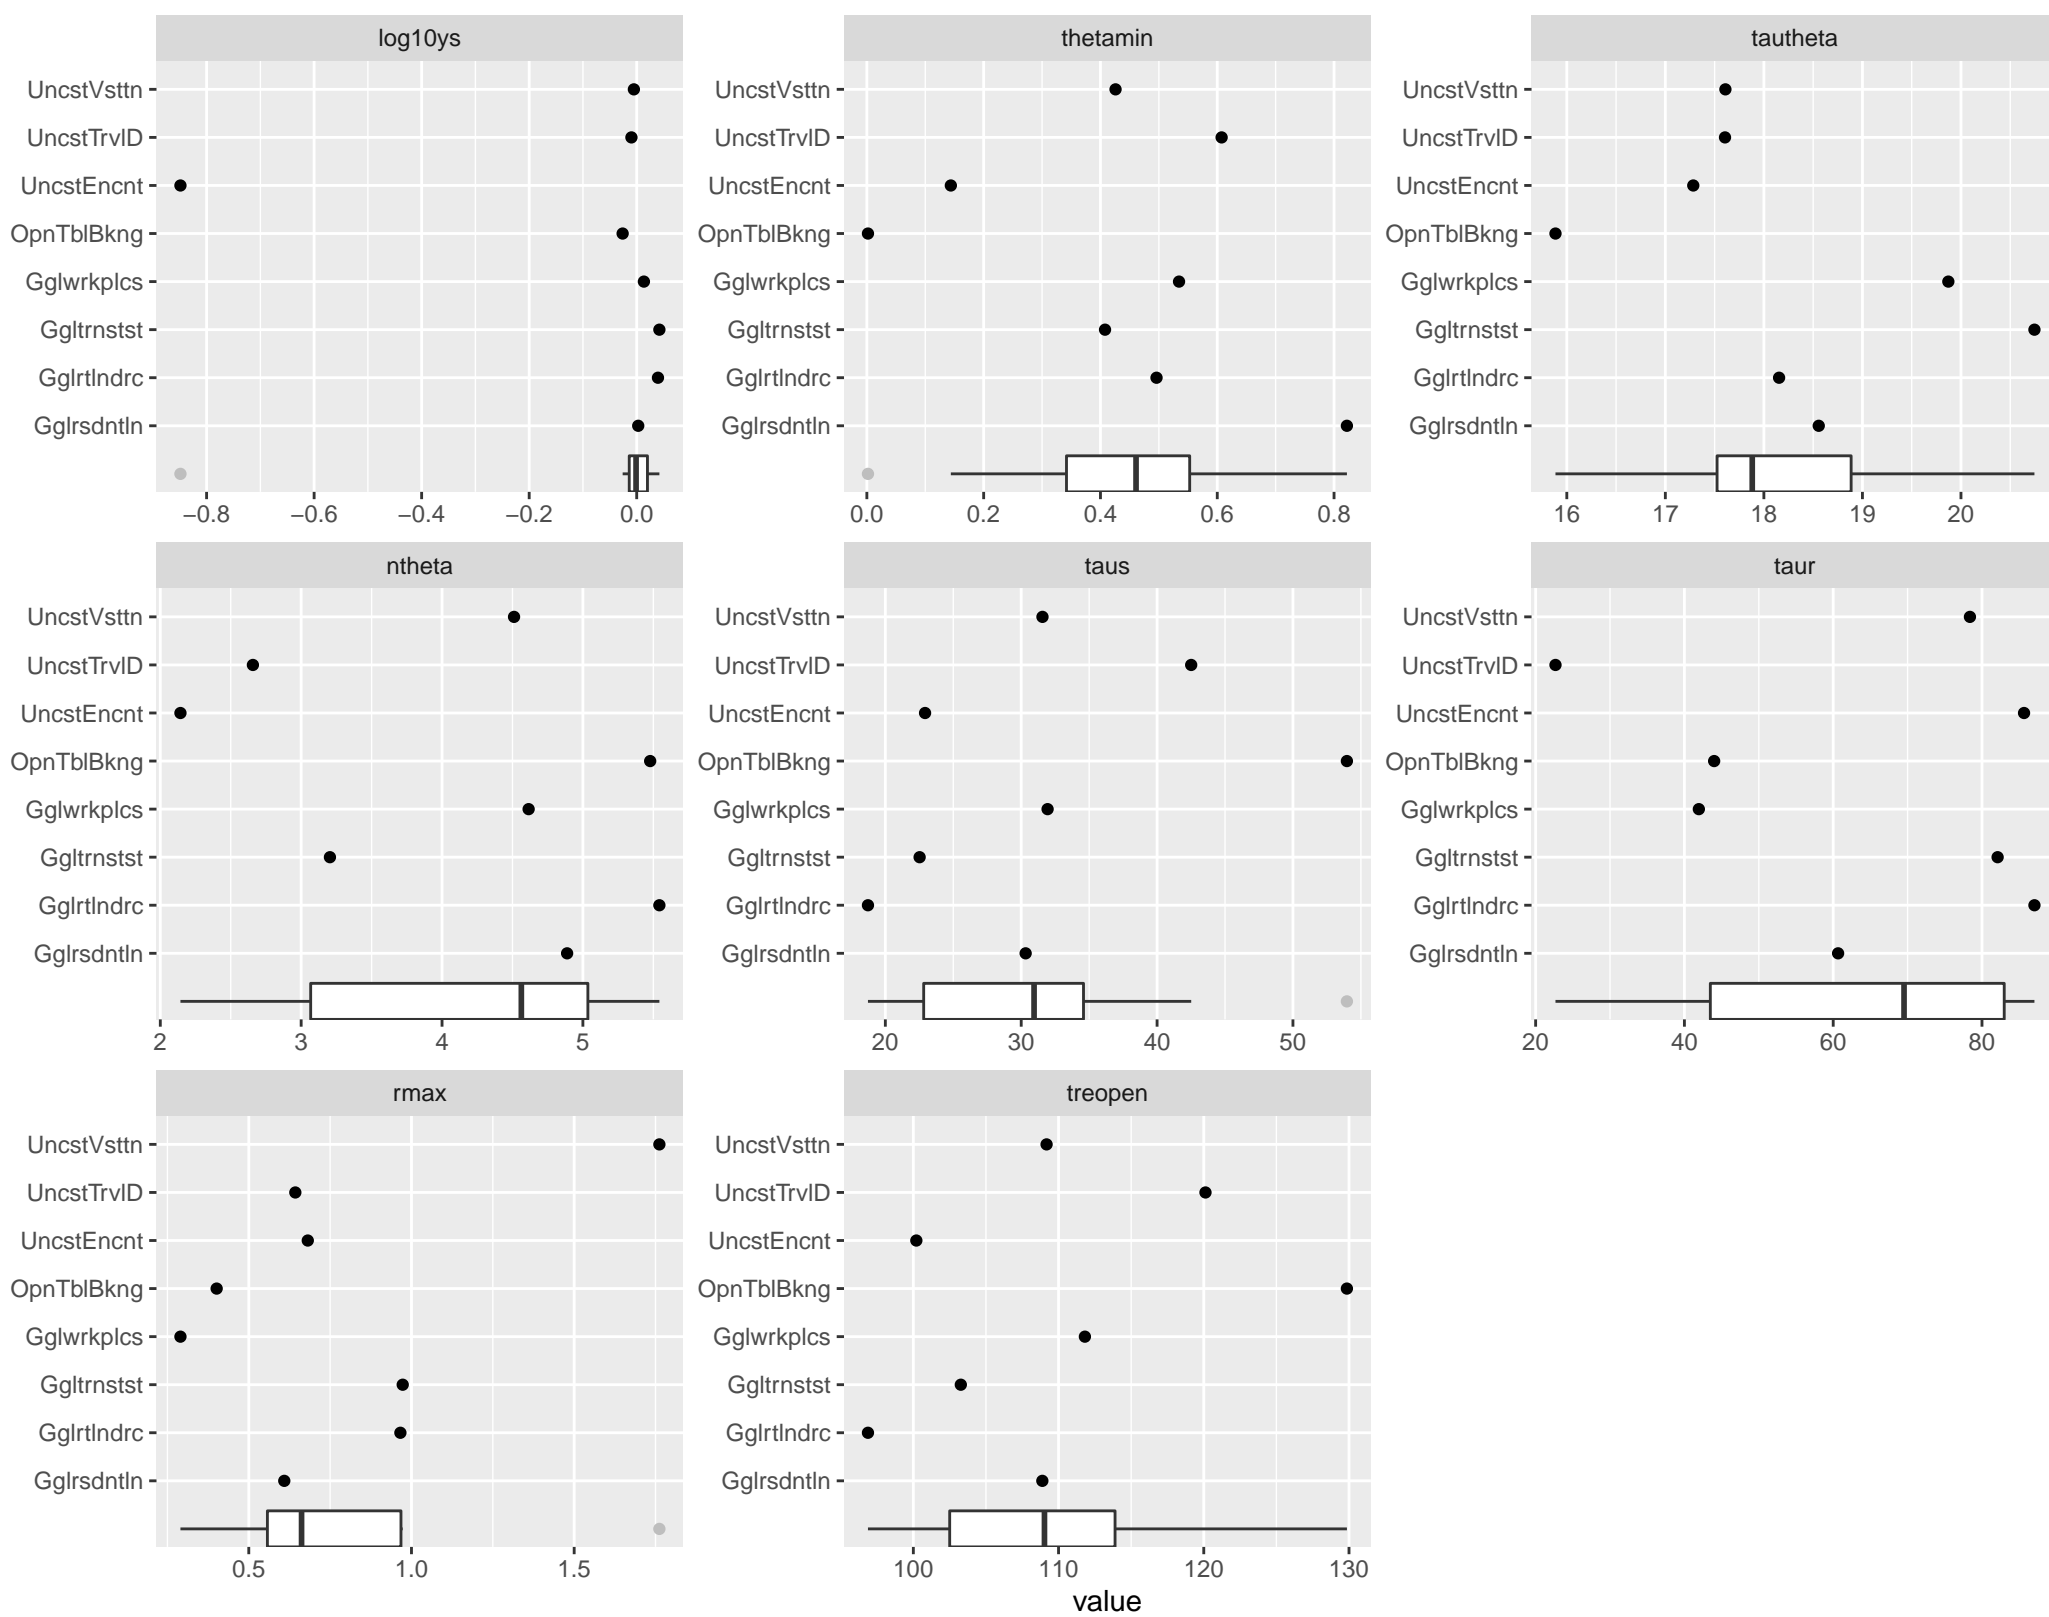 log10ys
thetamin
tautheta
UncstVsttn
UncstTrvlD
UncstEncnt
OpnTblBkng
Gglwrkplcs
Ggltrnstst
Gglrtlndrc
Gglrsdntln
−0.8 −0.6 −0.4 −0.2 0.0
UncstVsttn
UncstTrvlD
UncstEncnt
OpnTblBkng
Gglwrkplcs
Ggltrnstst
Gglrtlndrc
Gglrsdntln
0.0 0.2 0.4 0.6 0.8
UncstVsttn
UncstTrvlD
UncstEncnt
OpnTblBkng
Gglwrkplcs
Ggltrnstst
Gglrtlndrc
Gglrsdntln
16 17 18 19 20
ntheta
taus
taur
UncstVsttn
UncstTrvlD
UncstEncnt
OpnTblBkng
Gglwrkplcs
Ggltrnstst
Gglrtlndrc
Gglrsdntln
2 3 4 5
UncstVsttn
UncstTrvlD
UncstEncnt
OpnTblBkng
Gglwrkplcs
Ggltrnstst
Gglrtlndrc
Gglrsdntln
20 30 40 50
UncstVsttn
UncstTrvlD
UncstEncnt
OpnTblBkng
Gglwrkplcs
Ggltrnstst
Gglrtlndrc
Gglrsdntln
20 40 60 80
rmax
treopen
UncstVsttn
UncstTrvlD
UncstEncnt
OpnTblBkng
Gglwrkplcs
Ggltrnstst
Gglrtlndrc
Gglrsdntln
0.5 1.0 1.5
UncstVsttn
UncstTrvlD
UncstEncnt
OpnTblBkng
Gglwrkplcs
Ggltrnstst
Gglrtlndrc
Gglrsdntln
100 110 120 130
value